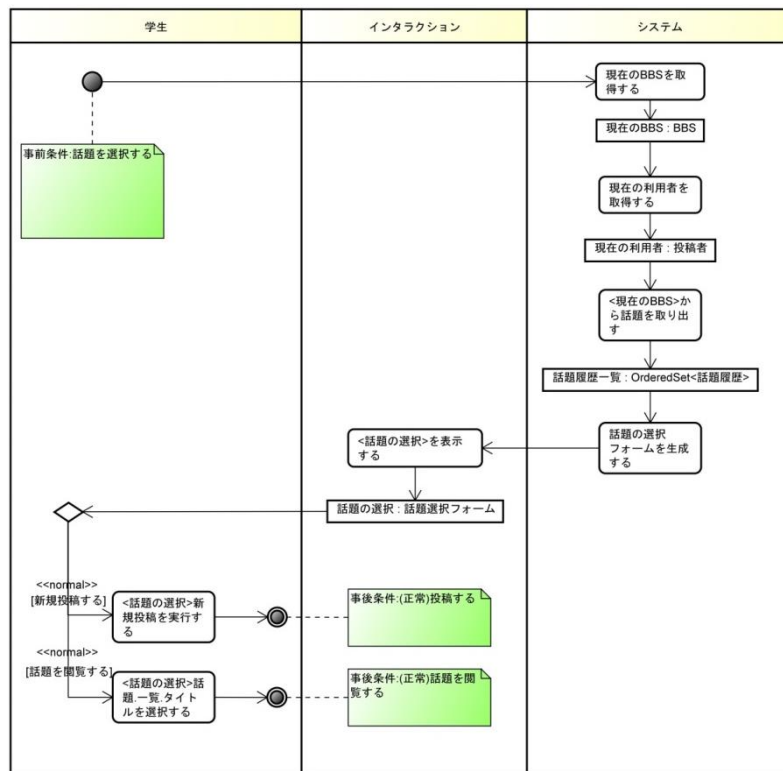 学生
インタラクション
システム
現在のBBSを取
得する
現在のBBS : BBS
事前条件:話題を選択する
現在の利用者を
取得する
現在の利用者 : 投稿者
<現在のBBS>か
ら話題を取り出
す
話題履歴一覧 : OrderedSet<話題履歴>
話題の選択
フォームを生成
する
<話題の選択>を表示
する
話題の選択 : 話題選択フォーム
<<normal>>
[新規投稿する]
<話題の選択>新
規投稿を実行す
る
事後条件:(正常)投稿する
<<normal>>
[話題を閲覧する]
<話題の選択>話
題.一覧.タイト
ルを選択する
事後条件:(正常)話題を閲
覧する